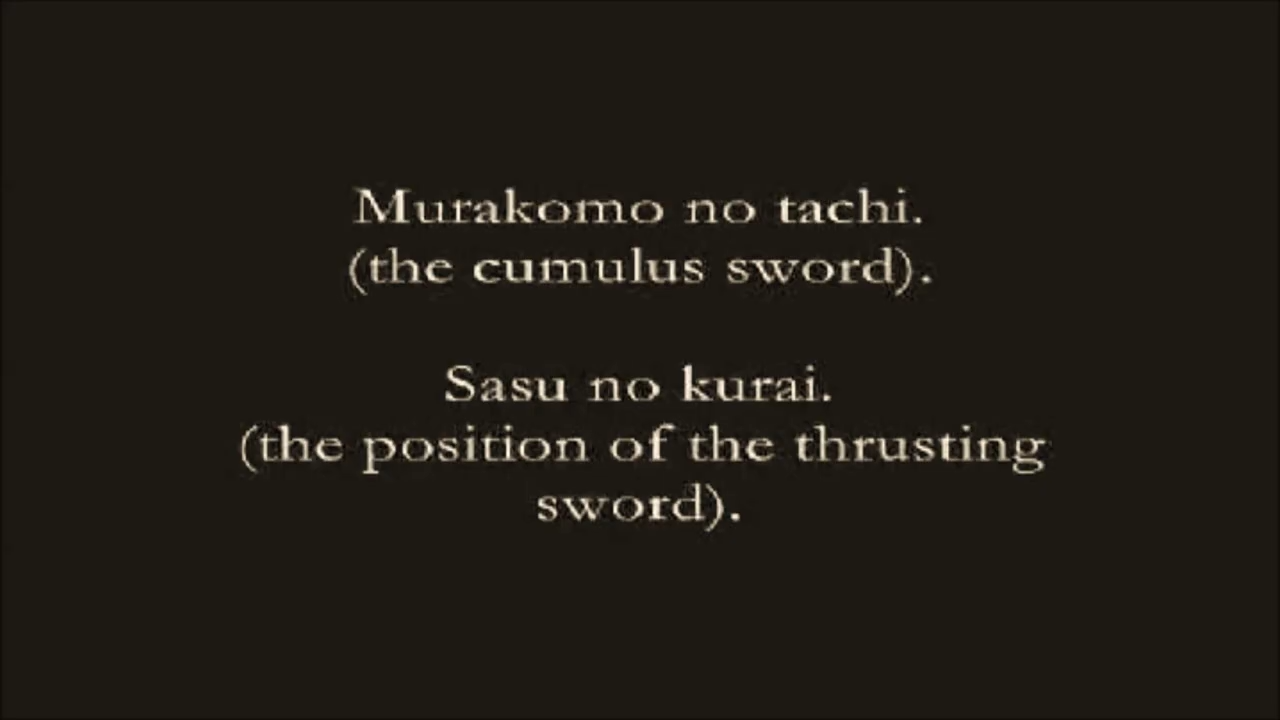 Murakomo no tachi.
(the cumulus sword).
Sasu no kurai.
(the position of the thrusting
sword).